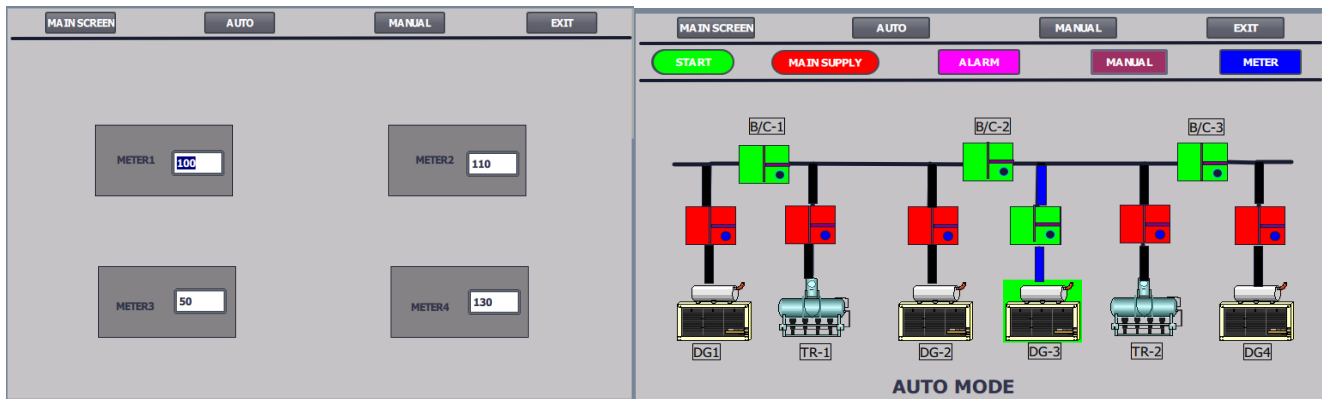 MAIN SCREEN AUTO MANUAL EXIT
METER1 100
METER2 110
METER3 50
METER4 130
MAIN SCREEN AUTO MANUAL EXIT
START MAIN SUPPLY ALARM MANUAL METER
B/C-1 B/C-2 B/C-3
DG1 TR-1 DG-2 DG-3 TR-2 DG4
AUTO MODE